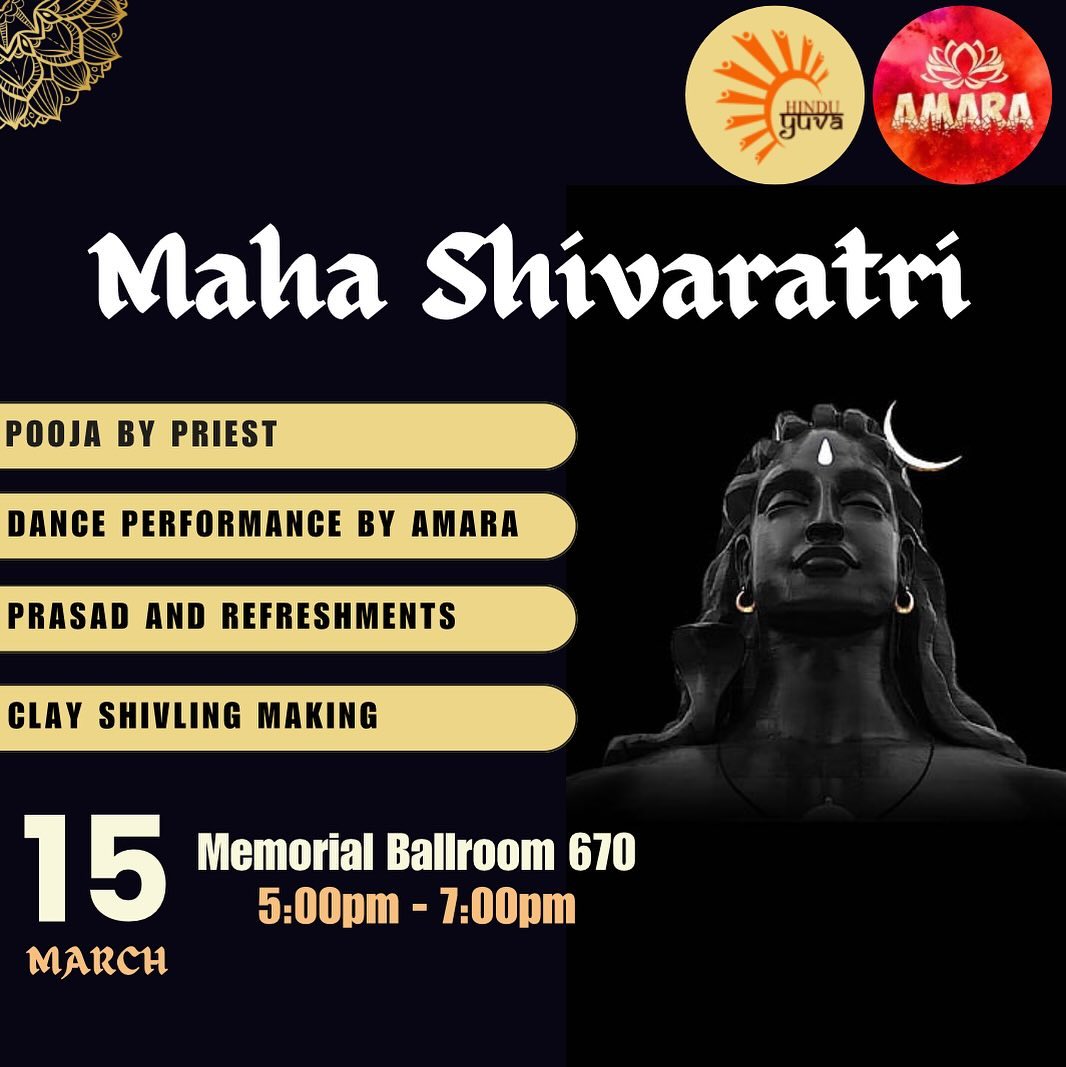 HINDU
yuva
AMARA
Maha Shivaratri
POOJA BY PRIEST
DANCE PERFORMANCE BY AMARA
PRASAD AND REFRESHMENTS
CLAY SHIVLING MAKING
15
MARCH
Memorial Ballroom 670
5:00pm - 7:00pm